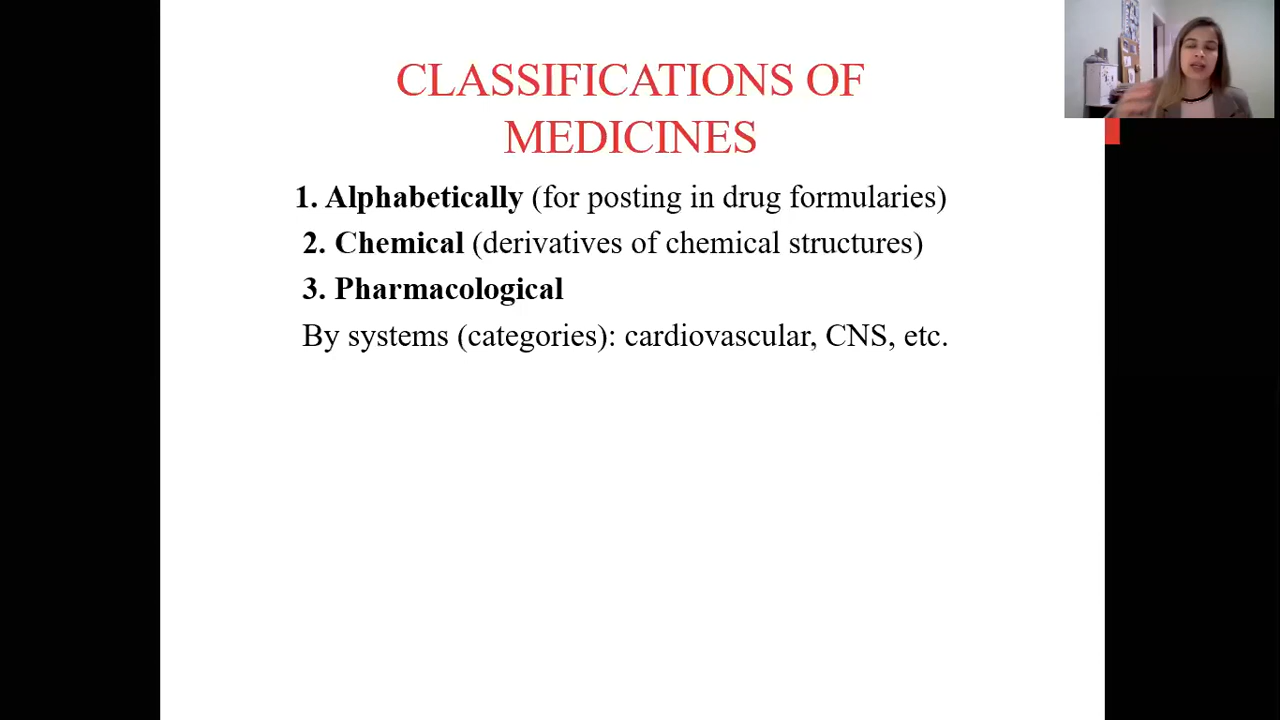 CLASSIFICATIONS OF
MEDICINES
1. Alphabetically (for posting in drug formularies)
2. Chemical (derivatives of chemical structures)
3. Pharmacological
By systems (categories): cardiovascular, CNS, etc.